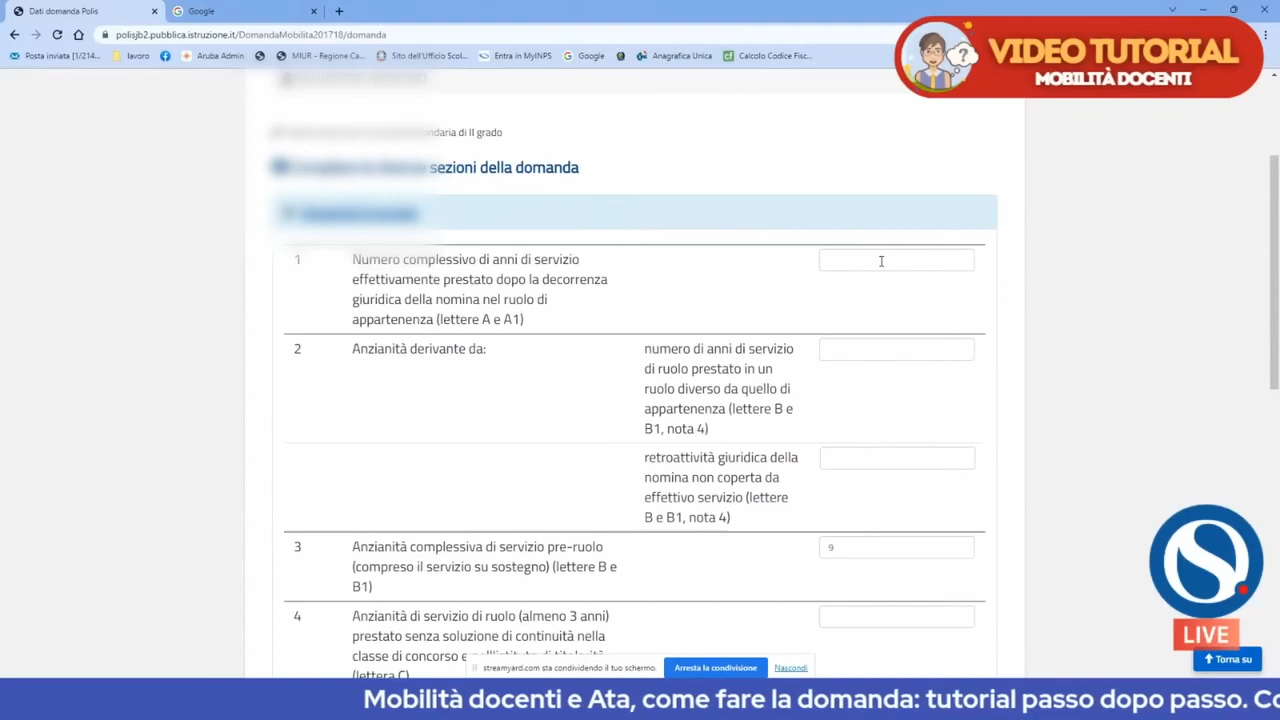 Dati domanda Polis
Google
polisjb2.pubblica.istruzione.it/DomandaMobilita201718/domanda
Posta inviata [1/214...
lavoro
Aruba Admin
MIUR - Regione Ca...
Sito dell'Ufficio Scol...
Entra in MyINPS
Google
Anagrafica Unica
Calcolo Codice Fisc...
VIDEO TUTORIAL
MOBILITÀ DOCENTI
di II grado
sezioni della domanda
1
Numero complessivo di anni di servizio
effettivamente prestato dopo la decorrenza
giuridica della nomina nel ruolo di
appartenenza (lettere A e A1)
2
Anzianità derivante da:
numero di anni di servizio
di ruolo prestato in un
ruolo diverso da quello di
appartenenza (lettere B e
B1, nota 4)
retroattività giuridica della
nomina non coperta da
effettivo servizio (lettere
B e B1, nota 4)
3
Anzianità complessiva di servizio pre-ruolo
(compreso il servizio su sostegno) (lettere B e
B1)
9
4
Anzianità di servizio di ruolo (almeno 3 anni)
prestato senza soluzione di continuità nella
classe di concorso
(lettera C)
streamyard.com sta condividendo il tuo schermo.
Arresta la condivisione
Nascondi
S
LIVE
Torna su
Mobilità docenti e Ata, come fare la domanda: tutorial passo dopo passo.